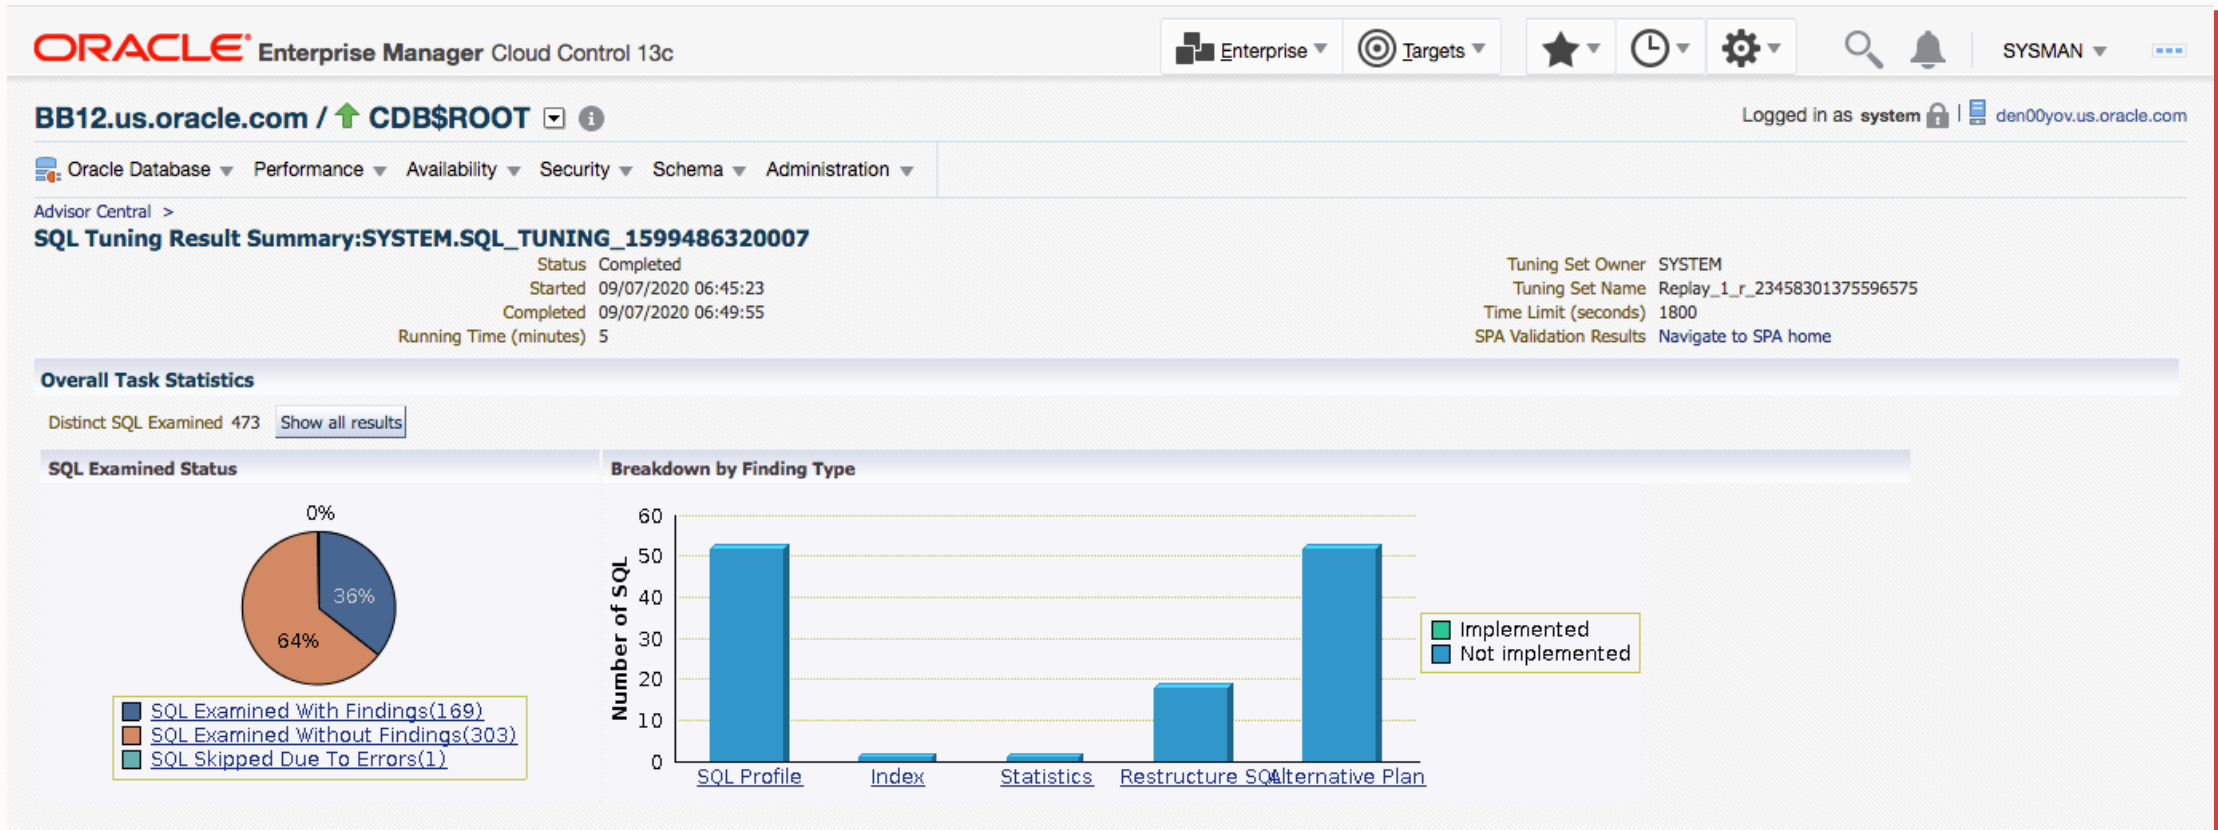 ORACLE Enterprise Manager Cloud Control 13c
Enterprise
Targets
SYSMAN
BB12.us.oracle.com / CDB$ROOT
Logged in as system
den00yov.us.oracle.com
Oracle Database
Performance
Availability
Security
Schema
Administration
Advisor Central >
SQL Tuning Result Summary:SYSTEM.SQL_TUNING_1599486320007
Status Completed
Started 09/07/2020 06:45:23
Completed 09/07/2020 06:49:55
Running Time (minutes) 5
Tuning Set Owner SYSTEM
Tuning Set Name Replay_1_r_23458301375596575
Time Limit (seconds) 1800
SPA Validation Results Navigate to SPA home
Overall Task Statistics
Distinct SQL Examined 473 Show all results
SQL Examined Status
0%
36%
64%
SQL Examined With Findings(169)
SQL Examined Without Findings(303)
SQL Skipped Due To Errors(1)
Breakdown by Finding Type
Number of SQL
60
50
40
30
20
10
0
SQL Profile
Index
Statistics
Restructure SQL
Alternative Plan
Implemented
Not implemented